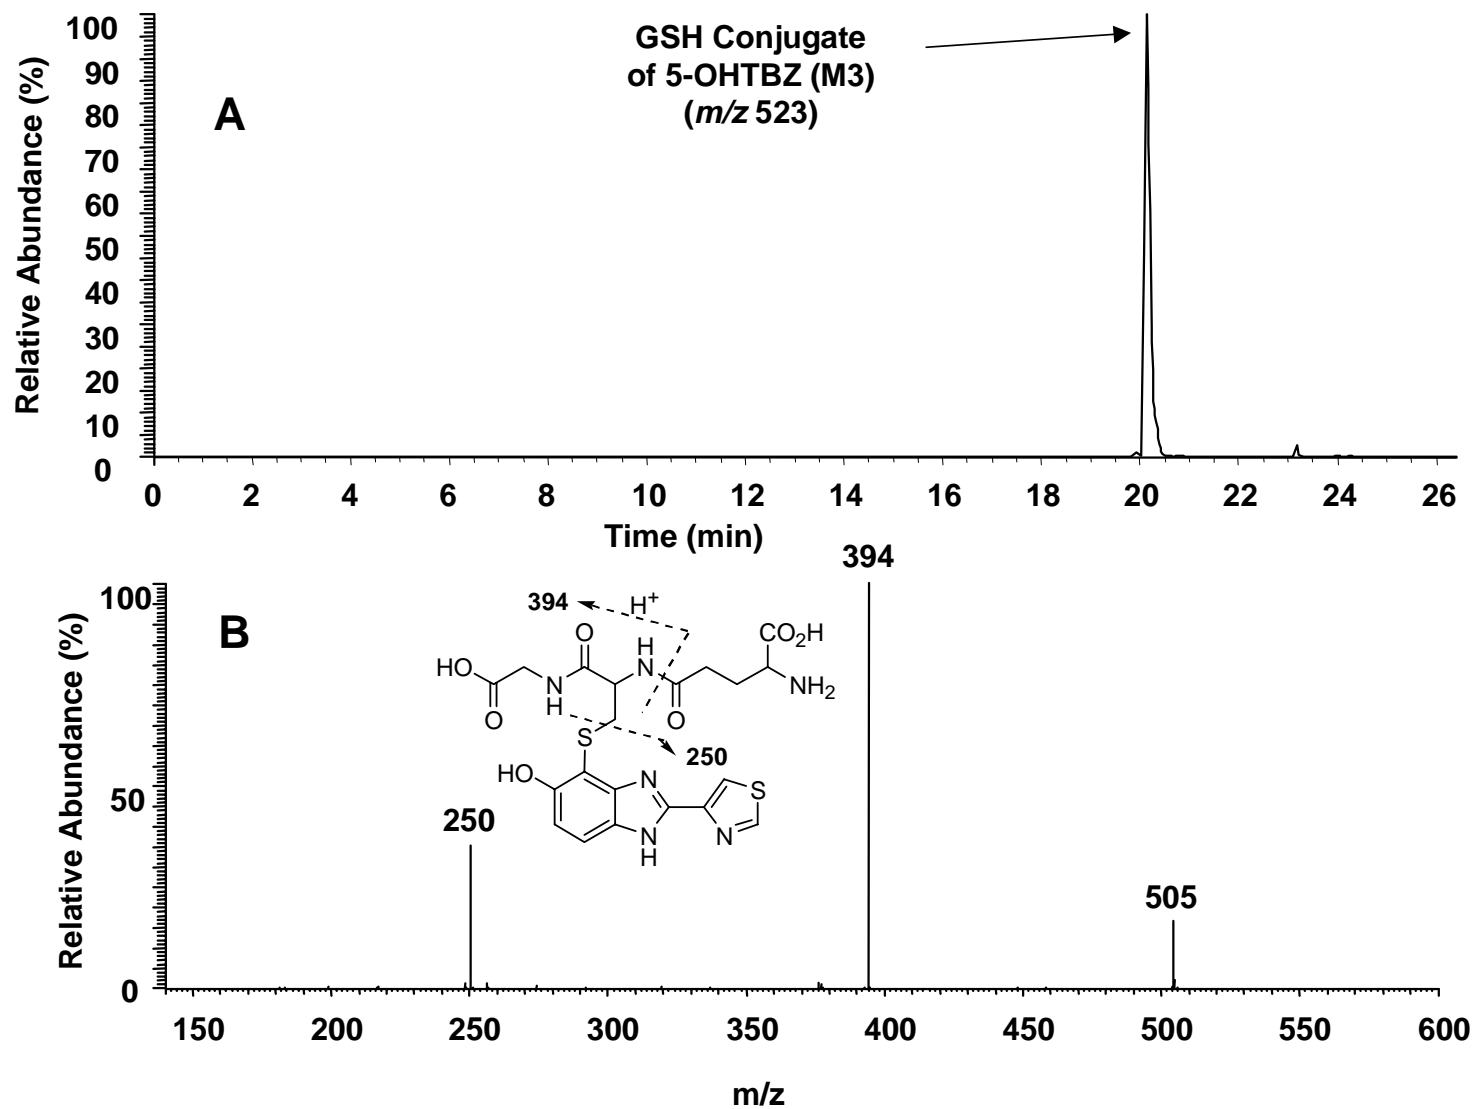 100
90
80
70
60
50
40
30
20
10
0
Relative Abundance (%)
A
GSH Conjugate
of 5-OHTBZ (M3)
(m/z 523)
0 2 4 6 8 10 12 14 16 18 20 22 24 26
Time (min)
394
100
50
0
Relative Abundance (%)
B
394
H+
O
H
N
CO2H
HO
O
N
H
O
NH2
S
250
HO
N
N
H
S
N
250
505
150 200 250 300 350 400 450 500 550 600
m/z